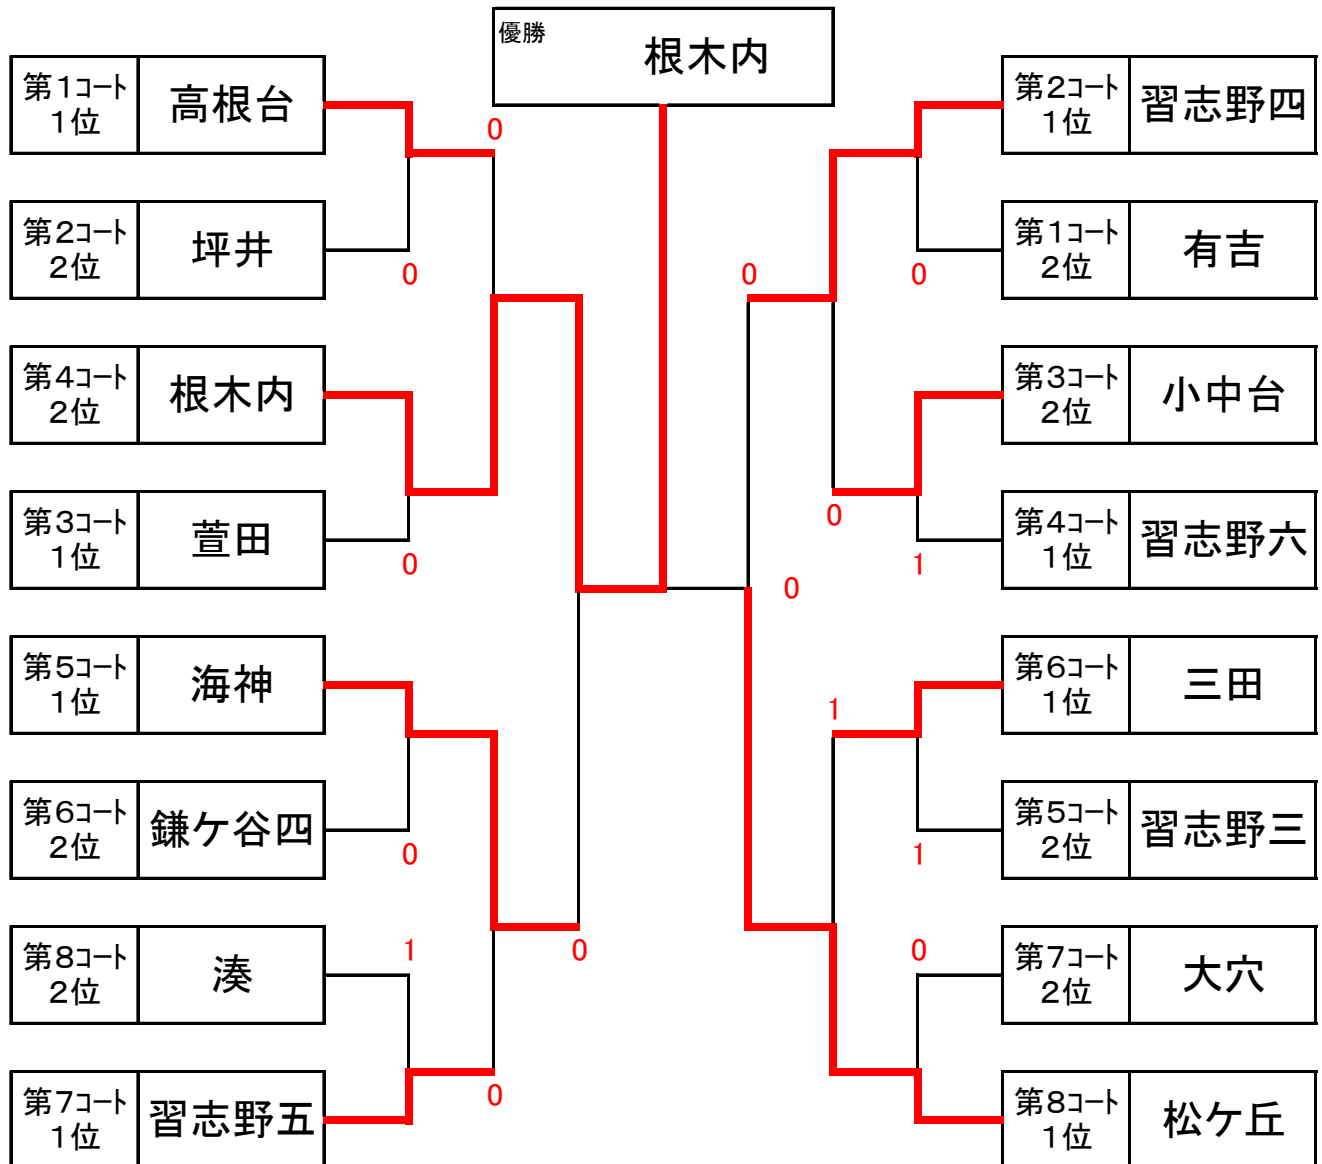 優勝
根木内
第1コート
1位
高根台
第2コート
2位
坪井
第4コート
2位
根木内
第3コート
1位
萱田
第5コート
1位
海神
第6コート
2位
鎌ケ谷四
第8コート
2位
湊
第7コート
1位
習志野五
0
0
0
0
1
0
0
0
0
0
0
1
1
1
0
第2コート
1位
習志野四
第1コート
2位
有吉
第3コート
2位
小中台
第4コート
1位
習志野六
第6コート
1位
三田
第5コート
2位
習志野三
第7コート
2位
大穴
第8コート
1位
松ケ丘